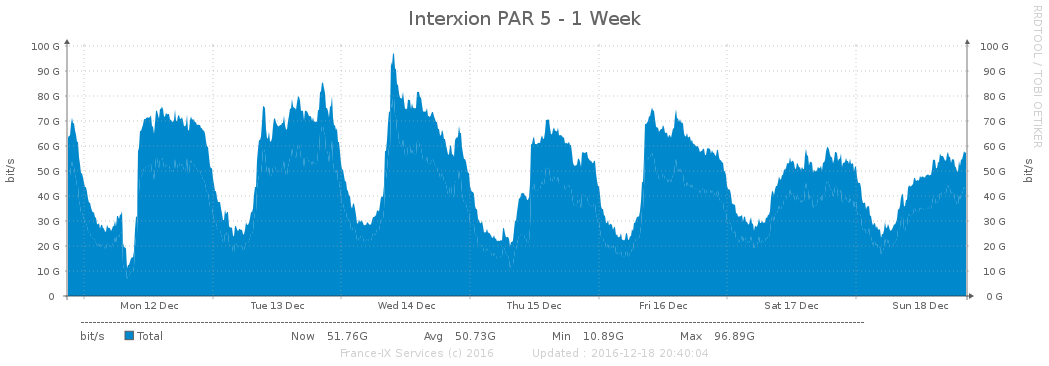 Interxion PAR 5 - 1 Week
RRDTOOL / TOBI OETIKER
bit/s
100 G
90 G
80 G
70 G
60 G
50 G
40 G
30 G
20 G
10 G
0
100 G
90 G
80 G
70 G
60 G
50 G
40 G
30 G
20 G
10 G
0 G
bit/s
Mon 12 Dec Tue 13 Dec Wed 14 Dec Thu 15 Dec Fri 16 Dec Sat 17 Dec Sun 18 Dec
bit/s Total Now 51.76G Avg 50.73G Min 10.89G Max 96.89G
France-IX Services (c) 2016 Updated : 2016-12-18 20:40:04